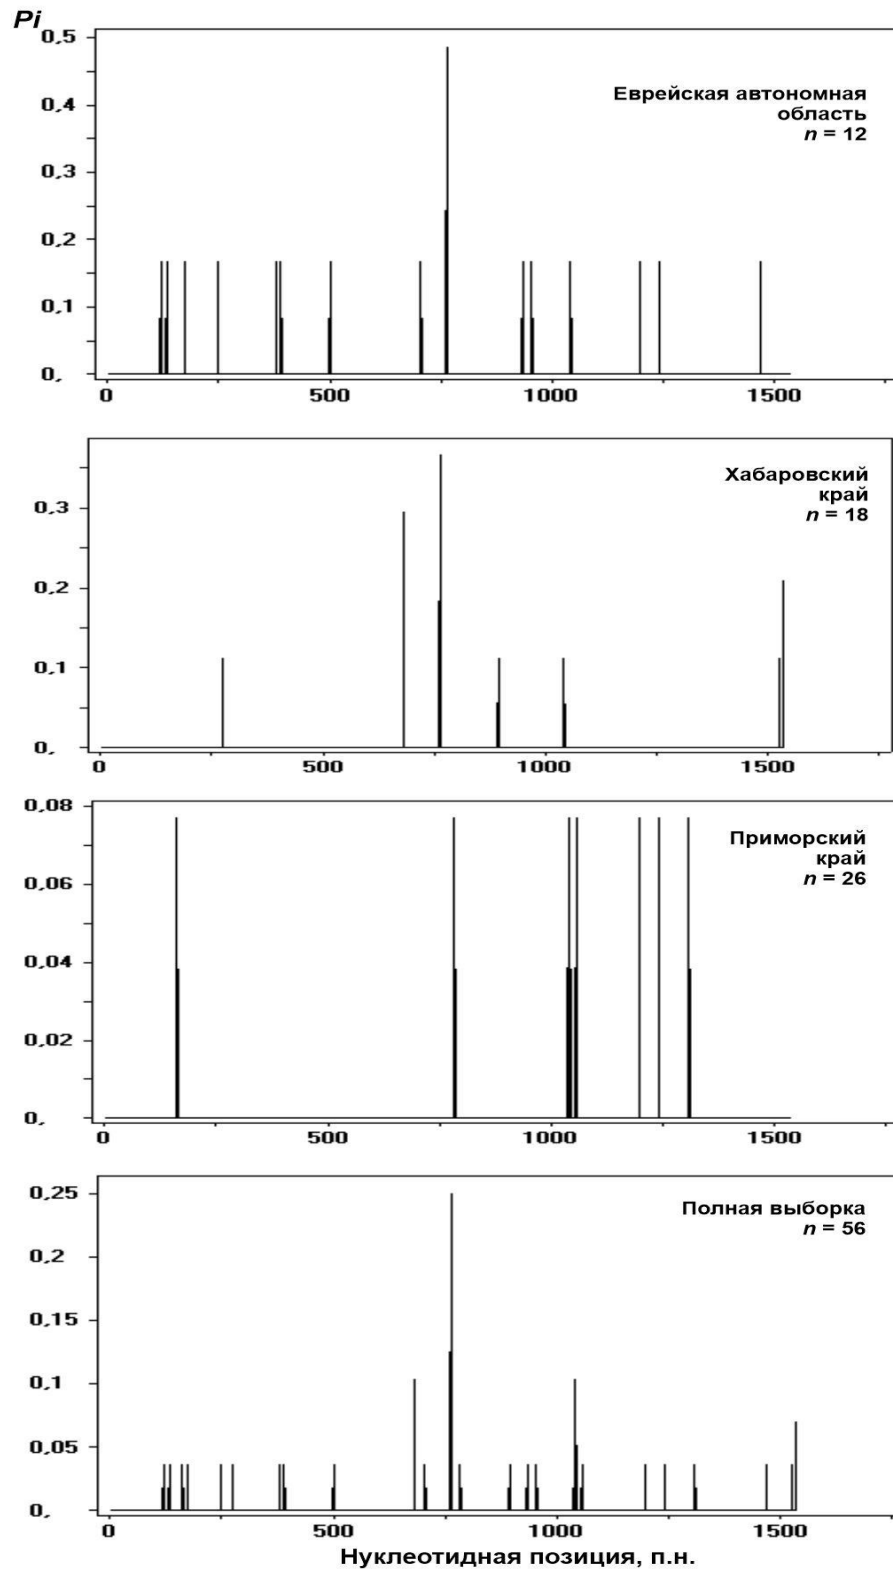 Pi
0,5
Еврейская автономная
область
n = 12
0,4
0,3
0,2
0,1
0,
0 500 1000 1500
Хабаровский
край
n = 18
0,3
0,2
0,1
0,
0 500 1000 1500
0,08
Приморский
край
n = 26
0,06
0,04
0,02
0,
0 500 1000 1500
0,25
Полная выборка
n = 56
0,2
0,15
0,1
0,05
0,
0 500 1000 1500
Нуклеотидная позиция, п.н.